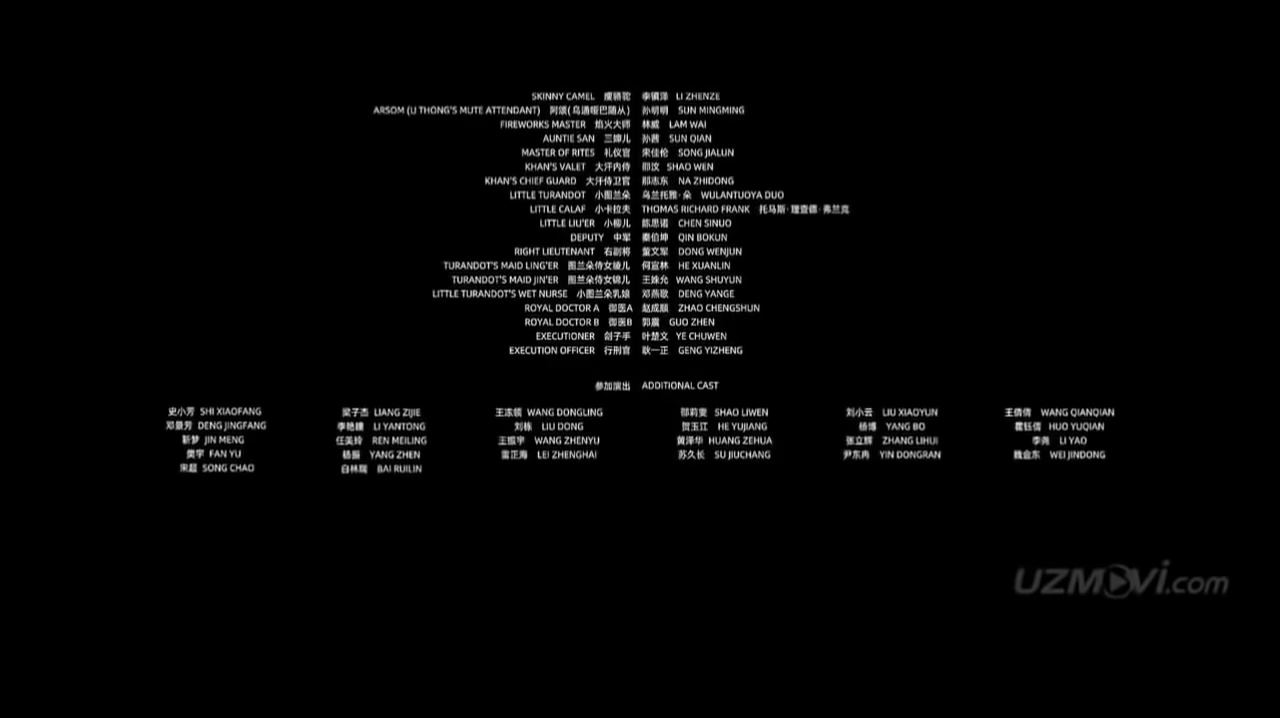 SKINNY CAMEL 瘦骆驼 李镇泽 LI ZHENZE
ARSOM (U THONG'S MUTE ATTENDANT) 阿颂(乌通哑巴随从) 孙明明 SUN MINGMING
FIREWORKS MASTER 焰火大师 林威 LAM WAI
AUNTIE SAN 三婶儿 孙茜 SUN QIAN
MASTER OF RITES 礼仪官 宋佳伦 SONG JIALUN
KHAN'S VALET 大汗内侍 邵汶 SHAO WEN
KHAN'S CHIEF GUARD 大汗侍卫官 那志东 NA ZHIDONG
LITTLE TURANDOT 小图兰朵 乌兰托雅·朵 WULANTUOYA DUO
LITTLE CALAF 小卡拉夫 THOMAS RICHARD FRANK 托马斯·理查德·弗兰克
LITTLE LIU'ER 小柳儿 陈思诺 CHEN SINUO
DEPUTY 中军 秦伯坤 QIN BOKUN
RIGHT LIEUTENANT 右副将 董文军 DONG WENJUN
TURANDOT'S MAID LING'ER 图兰朵侍女绫儿 何宣林 HE XUANLIN
TURANDOT'S MAID JIN'ER 图兰朵侍女锦儿 王姝允 WANG SHUYUN
LITTLE TURANDOT'S WET NURSE 小图兰朵乳娘 邓燕歌 DENG YANGE
ROYAL DOCTOR A 御医A 赵成顺 ZHAO CHENGSHUN
ROYAL DOCTOR B 御医B 郭震 GUO ZHEN
EXECUTIONER 刽子手 叶楚文 YE CHUWEN
EXECUTION OFFICER 行刑官 耿一正 GENG YIZHENG
参加演出 ADDITIONAL CAST
史小芳 SHI XIAOFANG 梁子杰 LIANG ZIJIE 王冻领 WANG DONGLING 邵莉雯 SHAO LIWEN 刘小云 LIU XIAOYUN 王倩倩 WANG QIANQIAN
邓景芳 DENG JINGFANG 李艳 LI YANTONG 刘栋 LIU DONG 贺玉江 HE YUJIANG 杨博 YANG BO 霍钰倩 HUO YUQIAN
靳梦 JIN MENG 任美玲 REN MEILING 王振宇 WANG ZHENYU 黄泽华 HUANG ZEHUA 张立辉 ZHANG LIHUI 李尧 LI YAO
樊宇 FAN YU 杨振 YANG ZHEN 雷正海 LEI ZHENGHAI 苏久长 SU JIUCHANG 尹东冉 YIN DONGRAN 魏金东 WEI JINDONG
宋超 SONG CHAO 白林瑞 BAI RUILIN
UZMOVi.com